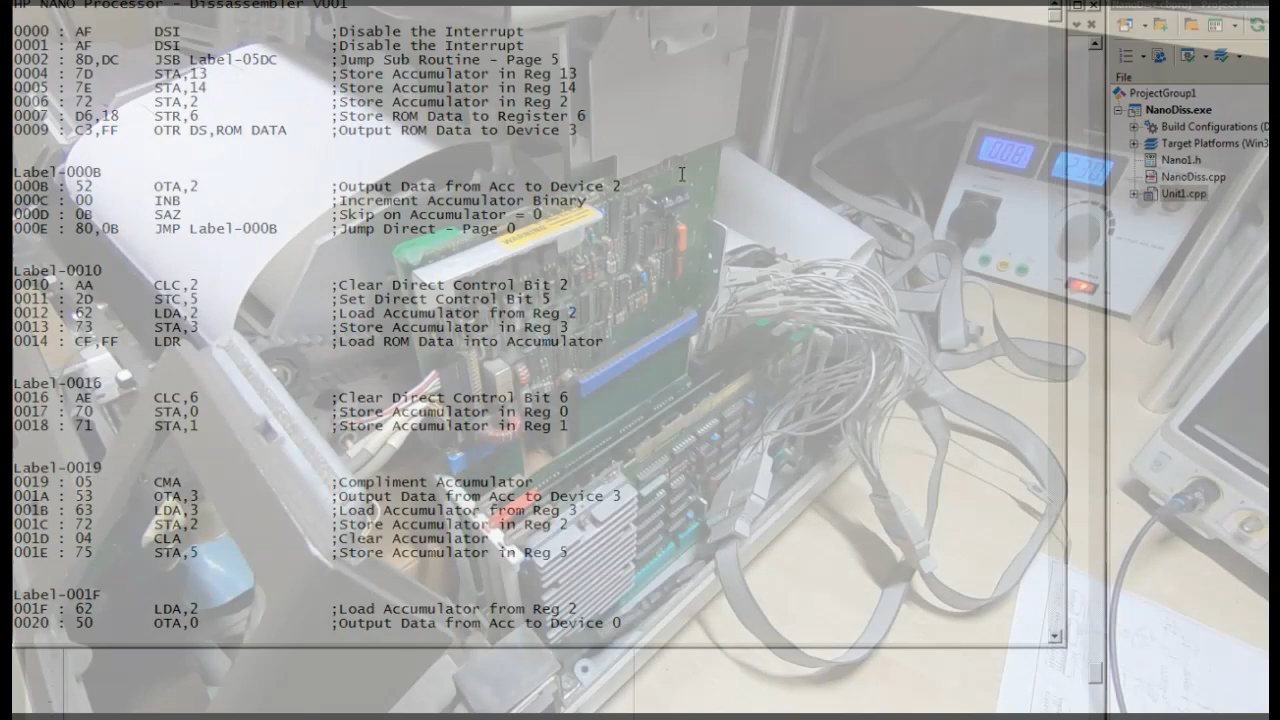 HP NANO Processor - Dissassembler V001
0000 : AF DSI ;Disable the Interrupt
0001 : AF DSI ;Disable the Interrupt
0002 : 8D,DC JSB Label-05DC ;Jump Sub Routine - Page 5
0004 : 7D STA,13 ;Store Accumulator in Reg 13
0005 : 7E STA,14 ;Store Accumulator in Reg 14
0006 : 72 STA,2 ;Store Accumulator in Reg 2
0007 : D6,18 STR,6 ;Store ROM Data to Register 6
0009 : C3,FF OTR DS,ROM DATA ;Output ROM Data to Device 3
Label-000B
000B : 52 OTA,2 ;Output Data from Acc to Device 2
000C : 00 INB ;Increment Accumulator Binary
000D : 0B SAZ ;Skip on Accumulator = 0
000E : 80,0B JMP Label-000B ;Jump Direct - Page 0
Label-0010
0010 : AA CLC,2 ;Clear Direct Control Bit 2
0011 : 2D STC,5 ;Set Direct Control Bit 5
0012 : 62 LDA,2 ;Load Accumulator from Reg 2
0013 : 73 STA,3 ;Store Accumulator in Reg 3
0014 : CF,FF LDR ;Load ROM Data into Accumulator
Label-0016
0016 : AE CLC,6 ;Clear Direct Control Bit 6
0017 : 70 STA,0 ;Store Accumulator in Reg 0
0018 : 71 STA,1 ;Store Accumulator in Reg 1
Label-0019
0019 : 05 CMA ;Compliment Accumulator
001A : 53 OTA,3 ;Output Data from Acc to Device 3
001B : 63 LDA,3 ;Load Accumulator from Reg 3
001C : 72 STA,2 ;Store Accumulator in Reg 2
001D : 04 CLA ;Clear Accumulator
001E : 75 STA,5 ;Store Accumulator in Reg 5
Label-001F
001F : 62 LDA,2 ;Load Accumulator from Reg 2
0020 : 50 OTA,0 ;Output Data from Acc to Device 0
WARNING
File
ProjectGroup1
NanoDiss.exe
Build Configurations (D
Target Platforms (Win3
Nano1.h
NanoDiss.cpp
Unit1.cpp